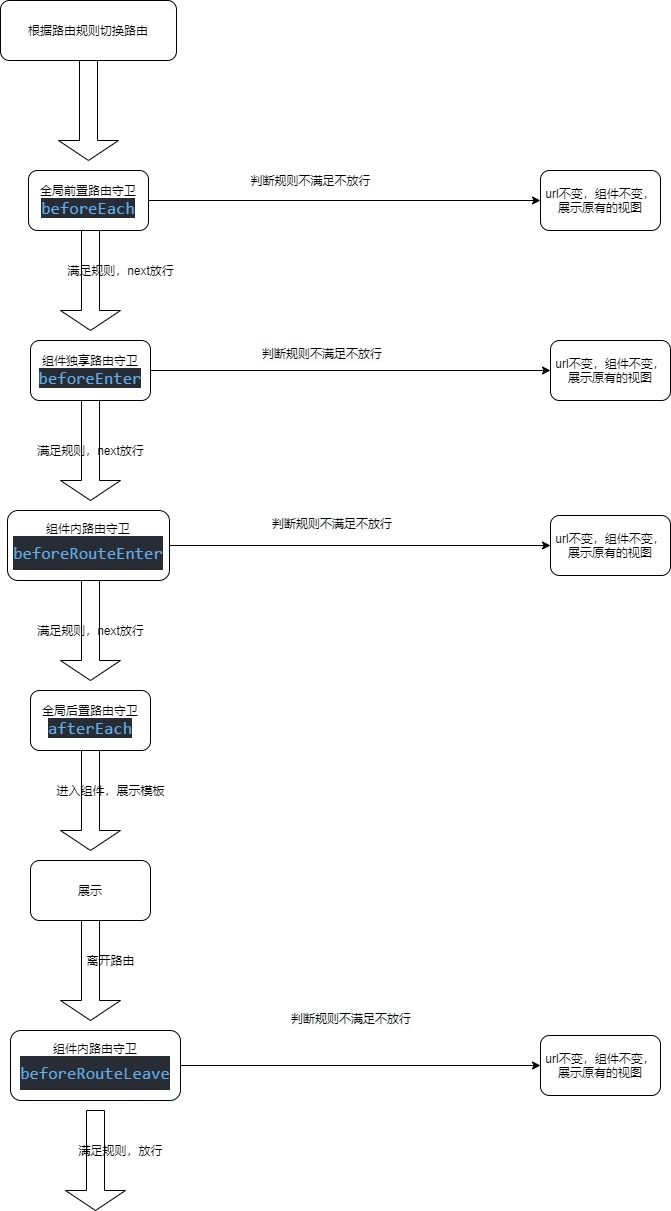 根据路由规则切换路由
全局前置路由守卫
beforeEach
判断规则不满足不放行
url不变，组件不变，
展示原有的视图
满足规则，next放行
组件独享路由守卫
beforeEnter
判断规则不满足不放行
url不变，组件不变，
展示原有的视图
满足规则，next放行
组件内路由守卫
beforeRouteEnter
判断规则不满足不放行
url不变，组件不变，
展示原有的视图
满足规则，next放行
全局后置路由守卫
afterEach
进入组件，展示模板
展示
离开路由
组件内路由守卫
beforeRouteLeave
判断规则不满足不放行
url不变，组件不变，
展示原有的视图
满足规则，放行